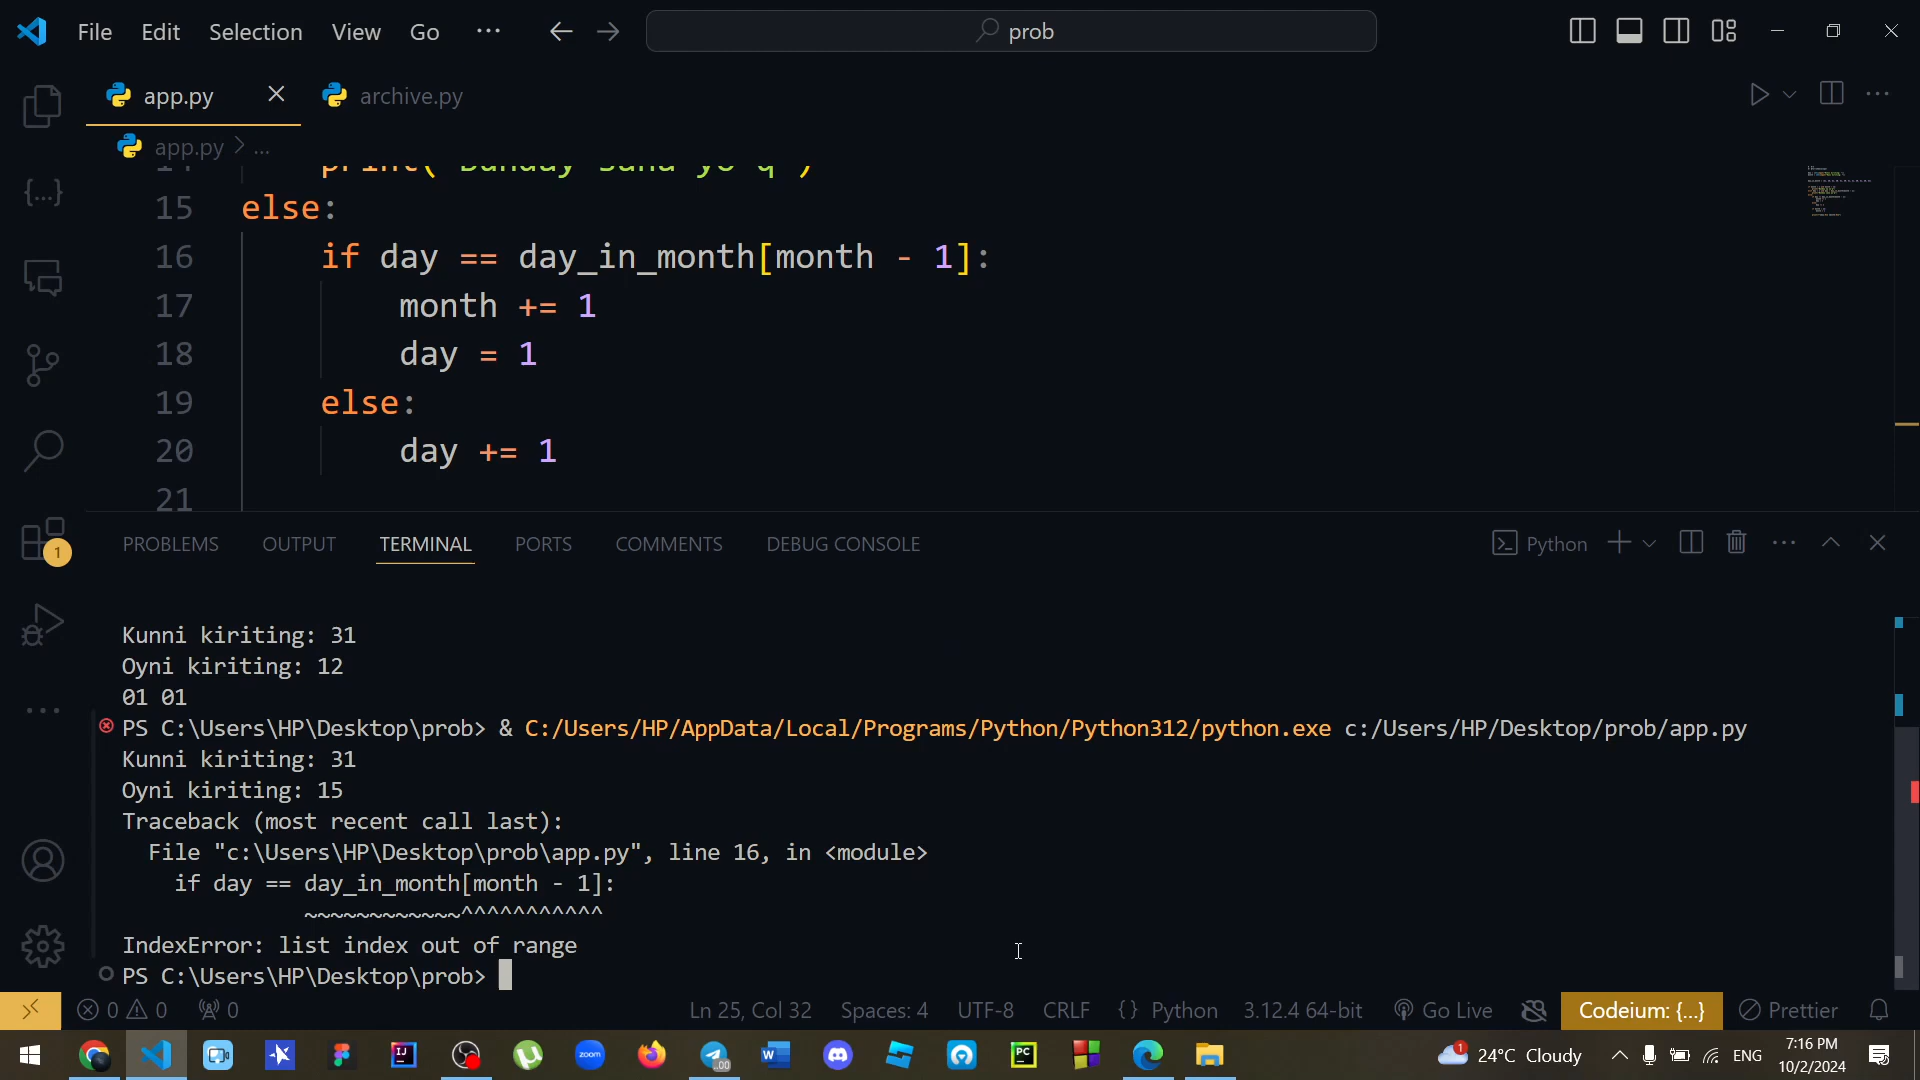 File Edit Selection View Go ··· prob
app.py archive.py
app.py > ...
15 else:
16 if day == day_in_month[month - 1]:
17 month += 1
18 day = 1
19 else:
20 day += 1
21
PROBLEMS OUTPUT TERMINAL PORTS COMMENTS DEBUG CONSOLE Python
1
Kunni kiriting: 31
Oyni kiriting: 12
01 01
PS C:\Users\HP\Desktop\prob> & C:/Users/HP/AppData/Local/Programs/Python/Python312/python.exe c:/Users/HP/Desktop/prob/app.py
Kunni kiriting: 31
Oyni kiriting: 15
Traceback (most recent call last):
File "c:\Users\HP\Desktop\prob\app.py", line 16, in <module>
if day == day_in_month[month - 1]:
~~~~~~~~~~~~^^^^^^^^^^^
IndexError: list index out of range
PS C:\Users\HP\Desktop\prob>
0 0 0 Ln 25, Col 32 Spaces: 4 UTF-8 CRLF {} Python 3.12.4 64-bit Go Live Codeium: {...} Prettier
IJ .00 W zoom PC 1 24°C Cloudy ENG 7:16 PM
10/2/2024